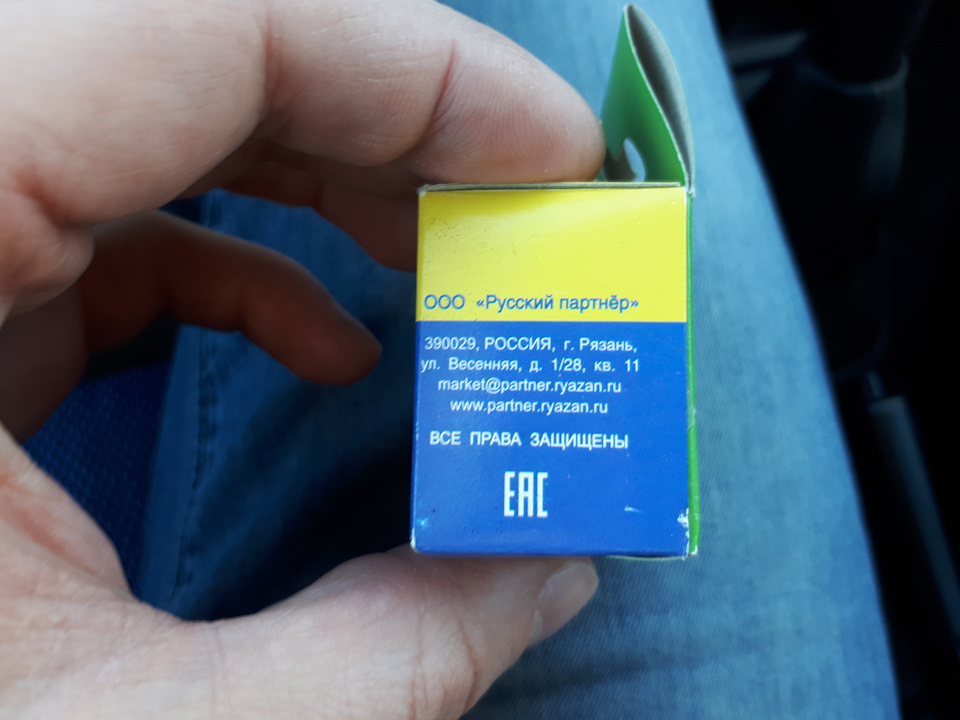 ООО «Русский партнёр»
390029, РОССИЯ, г. Рязань,
ул. Весенняя, д. 1/28, кв. 11
market@partner.ryazan.ru
www.partner.ryazan.ru
ВСЕ ПРАВА ЗАЩИЩЕНЫ
ЕАС